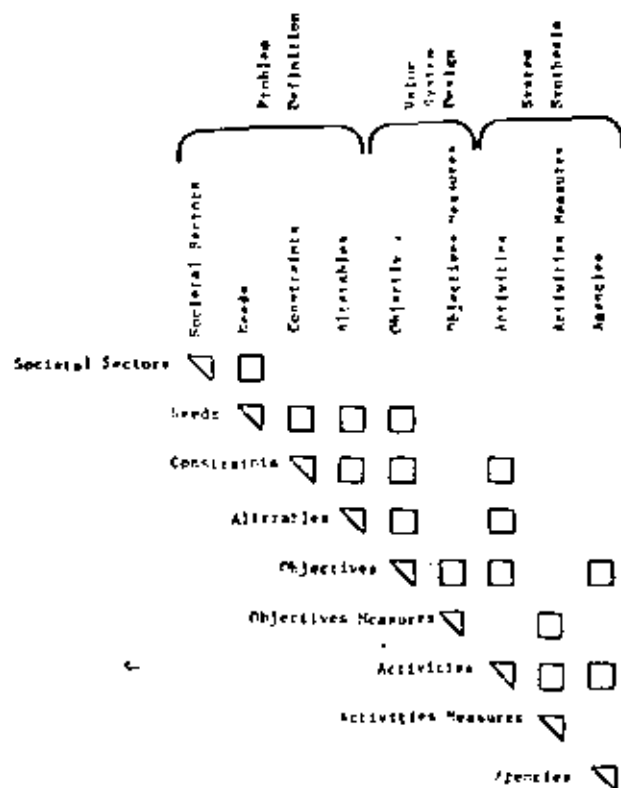 Problem
Definition
Value
System
Design
System
Synthesis
Societal Sectors
Needs
Constraints
Alterables
Objectives Measures
Activities
Activities Measures
Agencies
Societal Sectors
Needs
Constraints
Alterables
Objectives
Objectives Measures
Activities
Activities Measures
Agencies